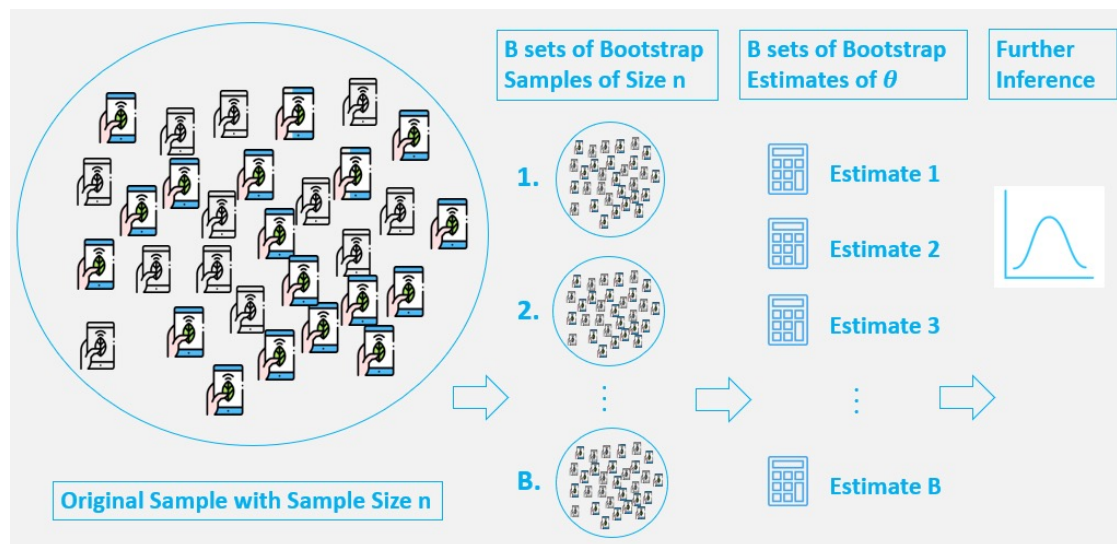 B sets of Bootstrap
Samples of Size n
B sets of Bootstrap
Estimates of θ
Further
Inference
1.
Estimate 1
Estimate 2
2.
Estimate 3
⋮
⋮
B.
Estimate B
Original Sample with Sample Size n